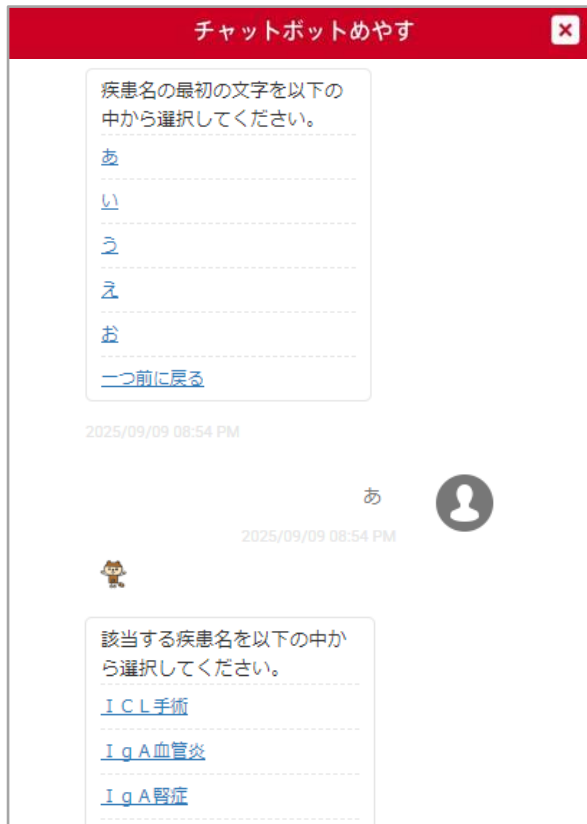 チャットボットめやす
疾患名の最初の文字を以下の
中から選択してください。
あ
い
う
え
お
一つ前に戻る
2025/09/09 08:54 PM
あ
2025/09/09 08:54 PM
該当する疾患名を以下の中か
ら選択してください。
ＩＣＬ手術
ＩｇＡ血管炎
ＩｇＡ腎症